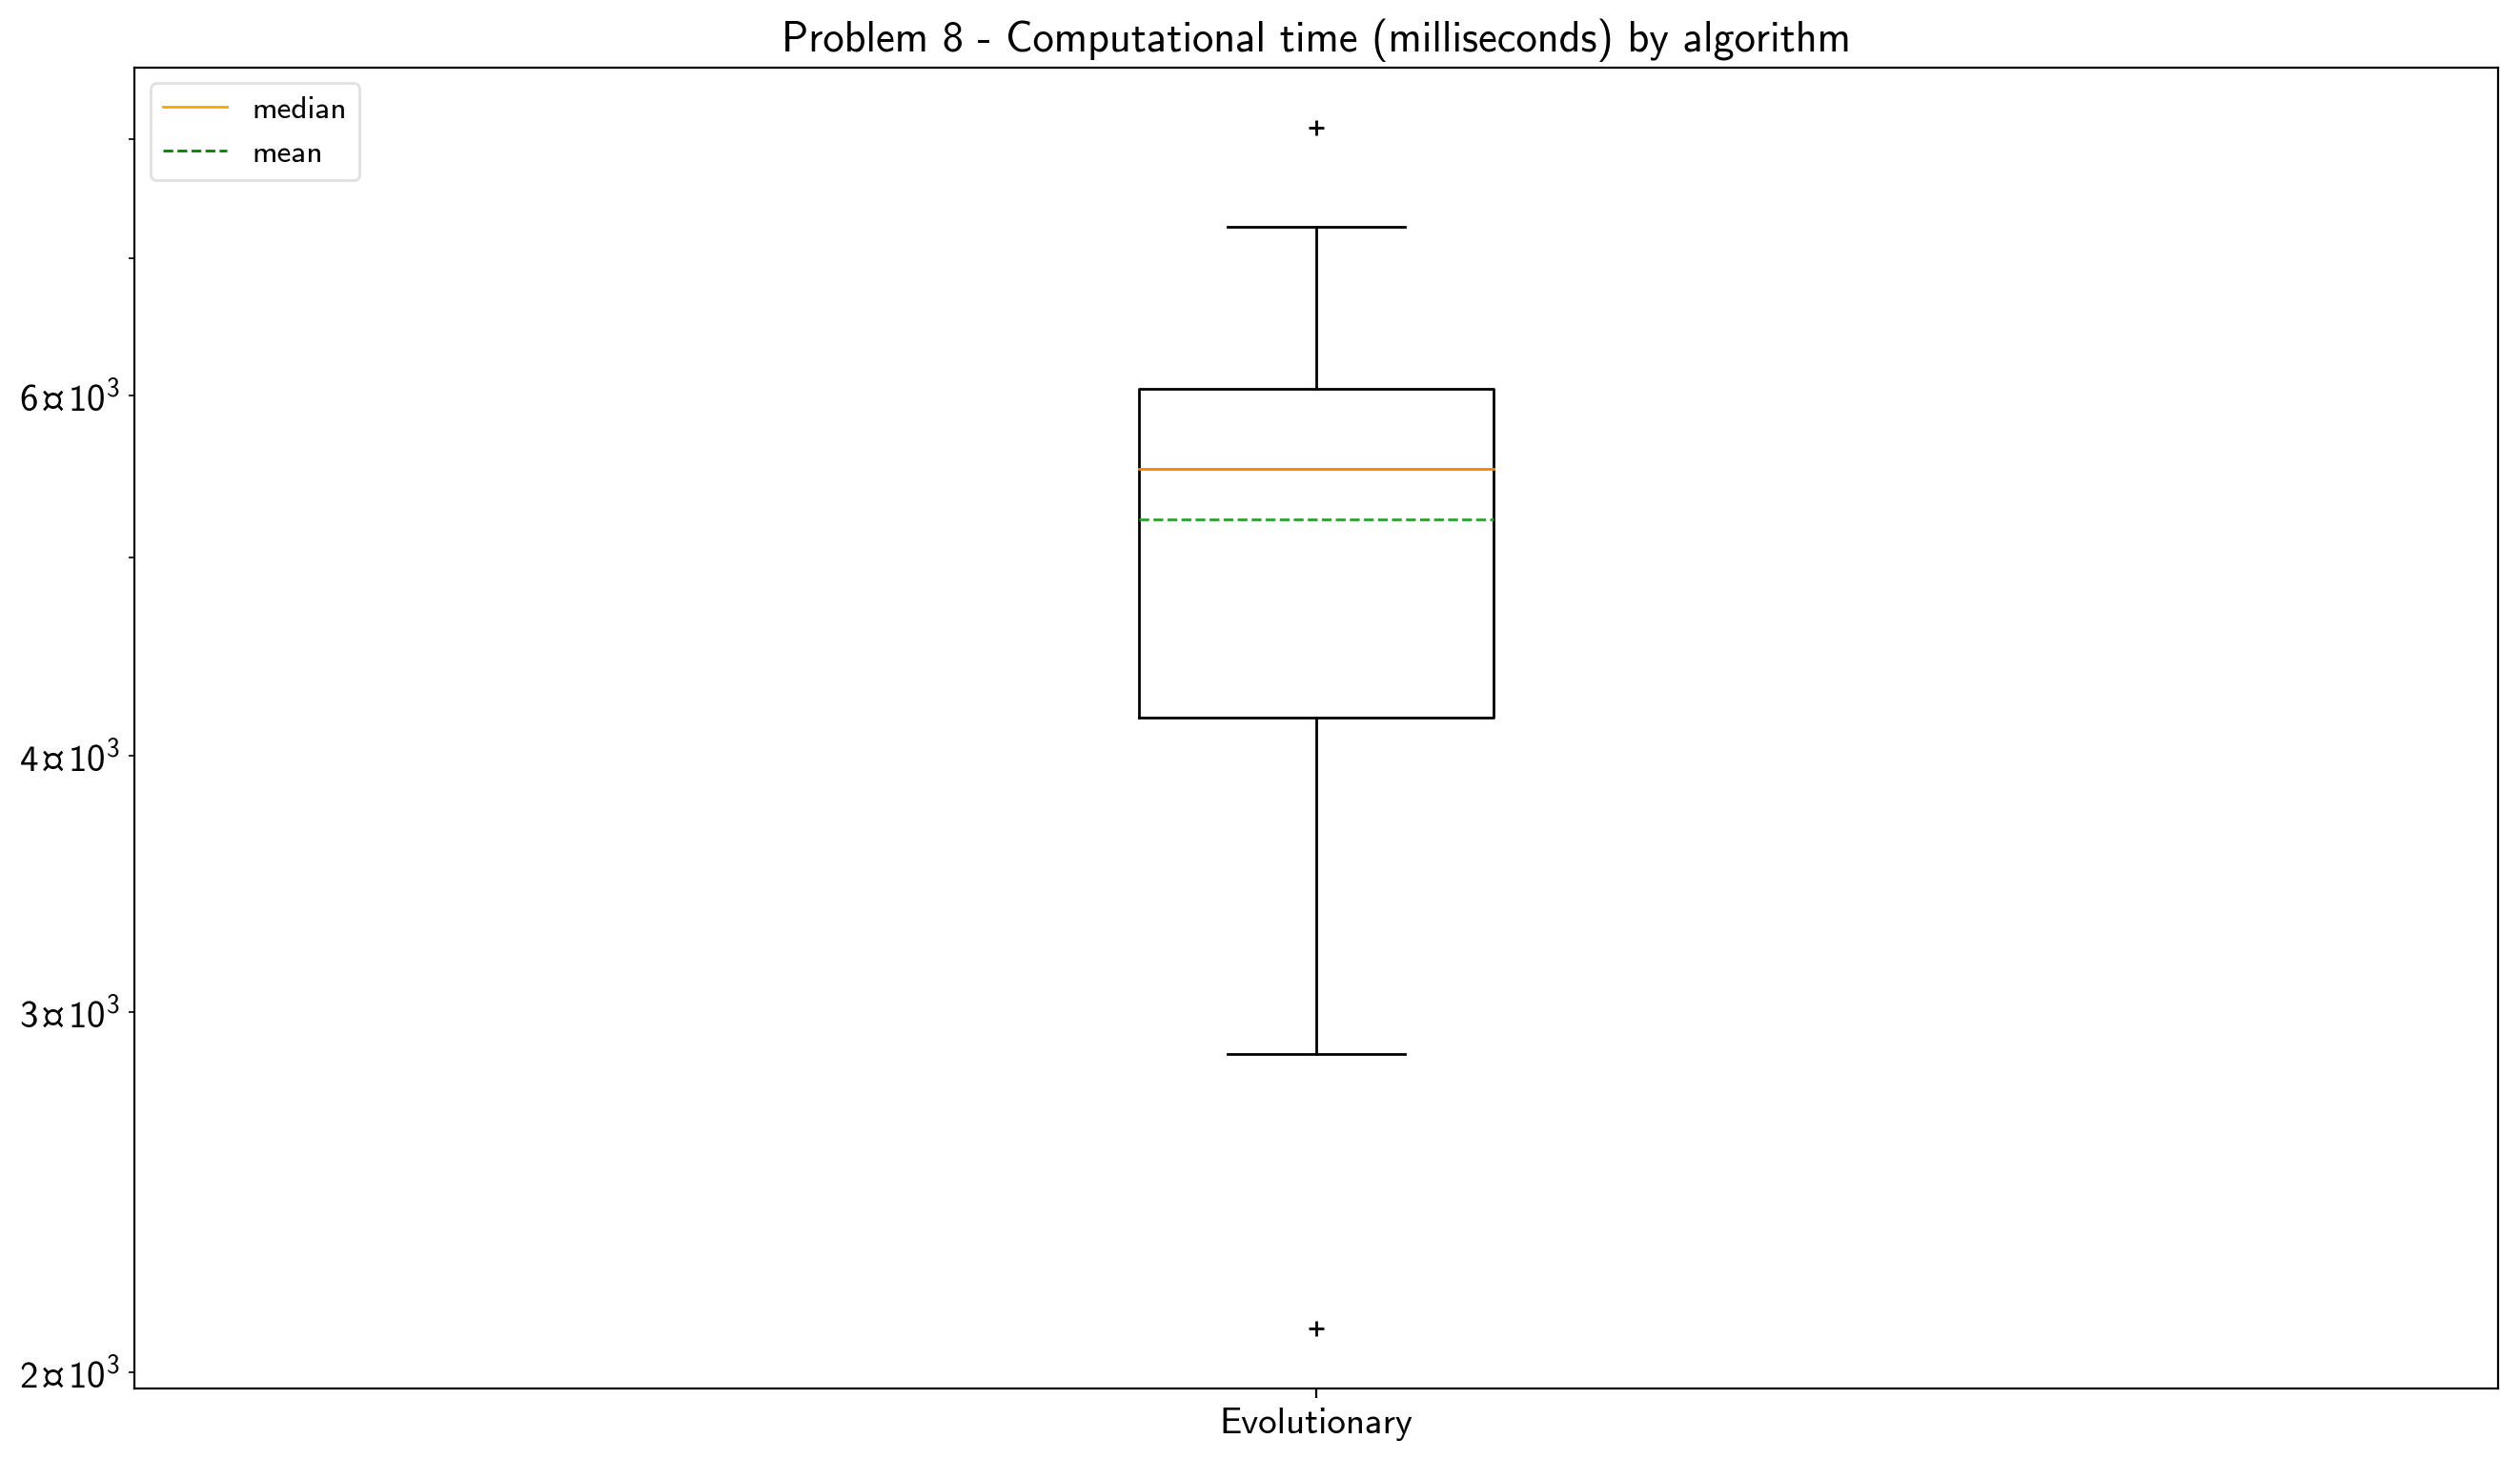 Problem 8 - Computational time (milliseconds) by algorithm
median
mean
6¤10³
4¤10³
3¤10³
2¤10³
Evolutionary